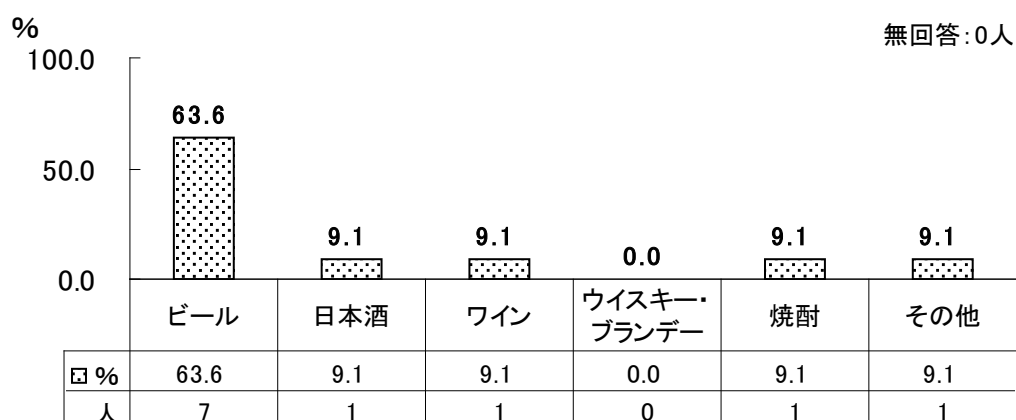 %
無回答：0人
100.0
63.6
50.0
9.1 9.1 0.0 9.1 9.1
0.0
ビール 日本酒 ワイン ウイスキー・ブランデー 焼酎 その他
% 63.6 9.1 9.1 0.0 9.1 9.1
人 7 1 1 0 1 1